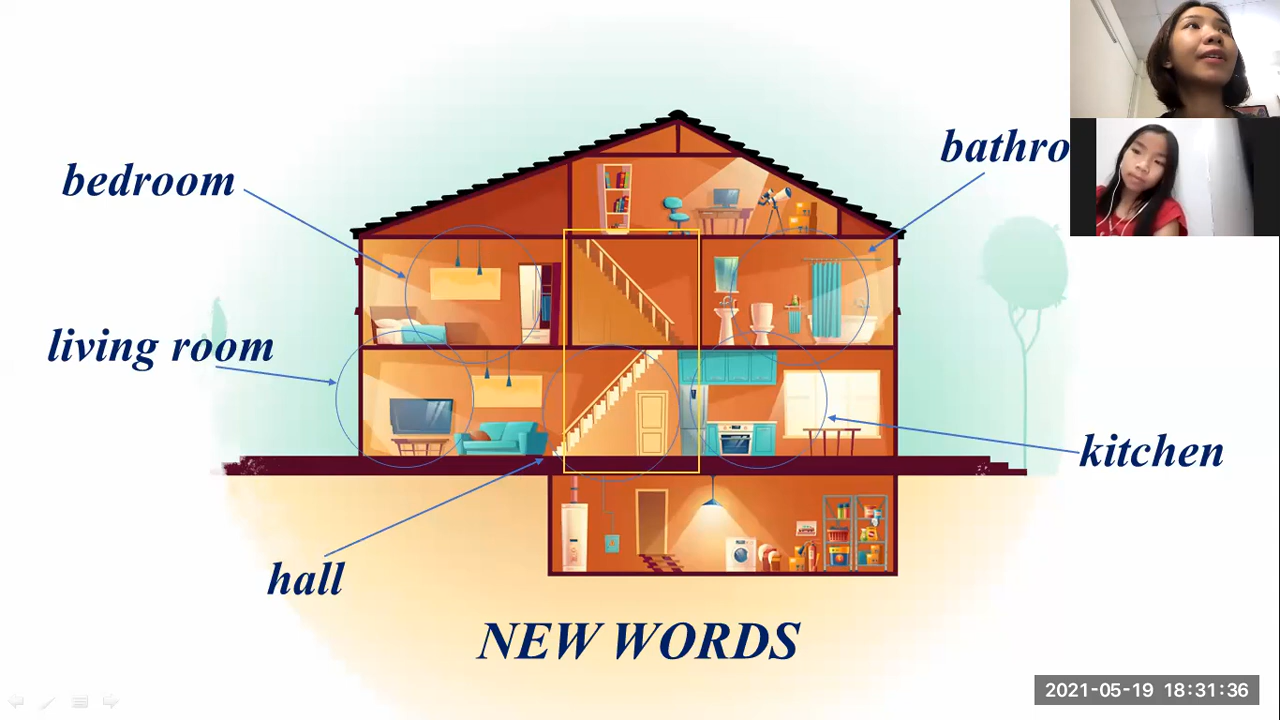 bedroom
bathro
living room
kitchen
hall
NEW WORDS
2021-05-19 18:31:36